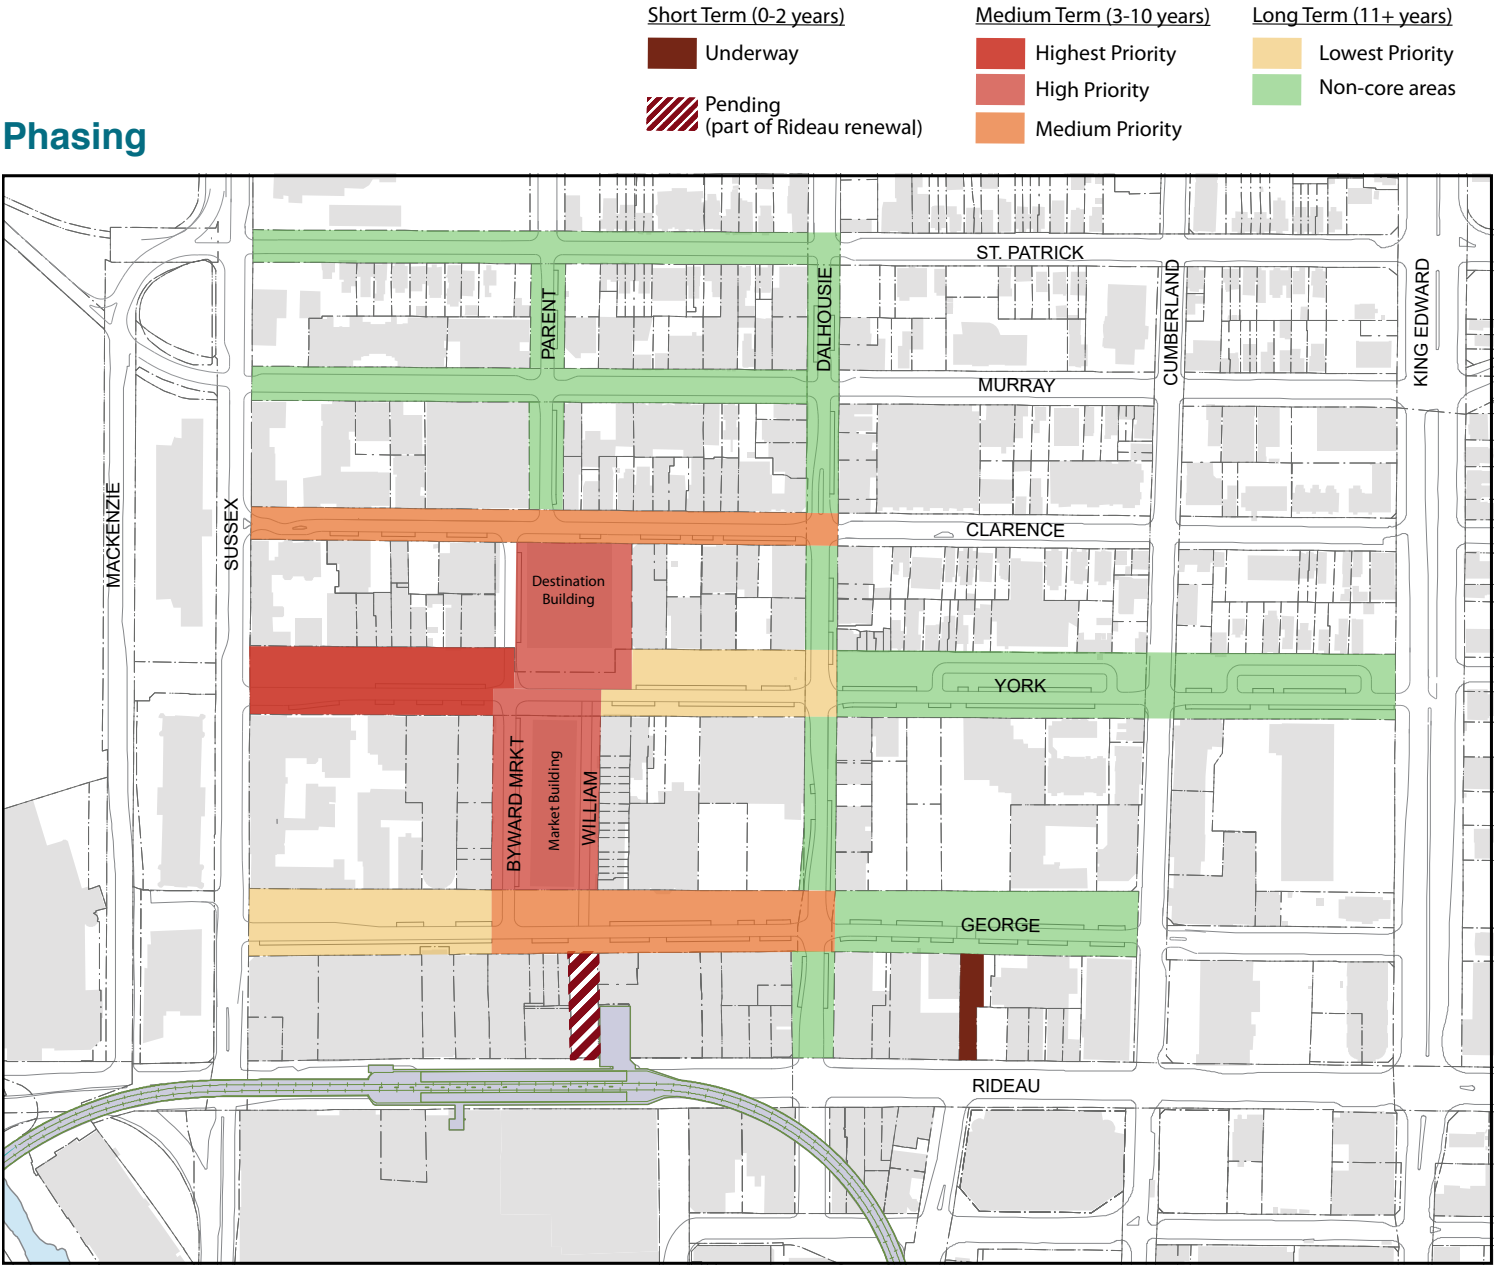 Short Term (0-2 years)
Underway
Pending
(part of Rideau renewal)
Medium Term (3-10 years)
Highest Priority
High Priority
Medium Priority
Long Term (11+ years)
Lowest Priority
Non-core areas
Phasing
ST. PATRICK
PARENT
DALHOUSIE
CUMBERLAND
KING EDWARD
MURRAY
MACKENZIE
SUSSEX
CLARENCE
Destination
Building
YORK
BYWARD MRKT
Market Building
WILLIAM
GEORGE
RIDEAU